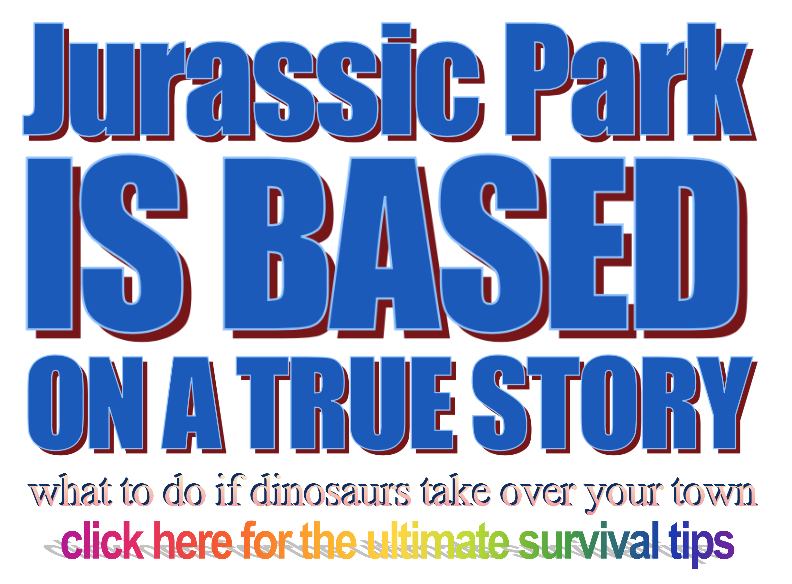 Jurassic Park
IS BASED
ON A TRUE STORY
what to do if dinosaurs take over your town
click here for the ultimate survival tips